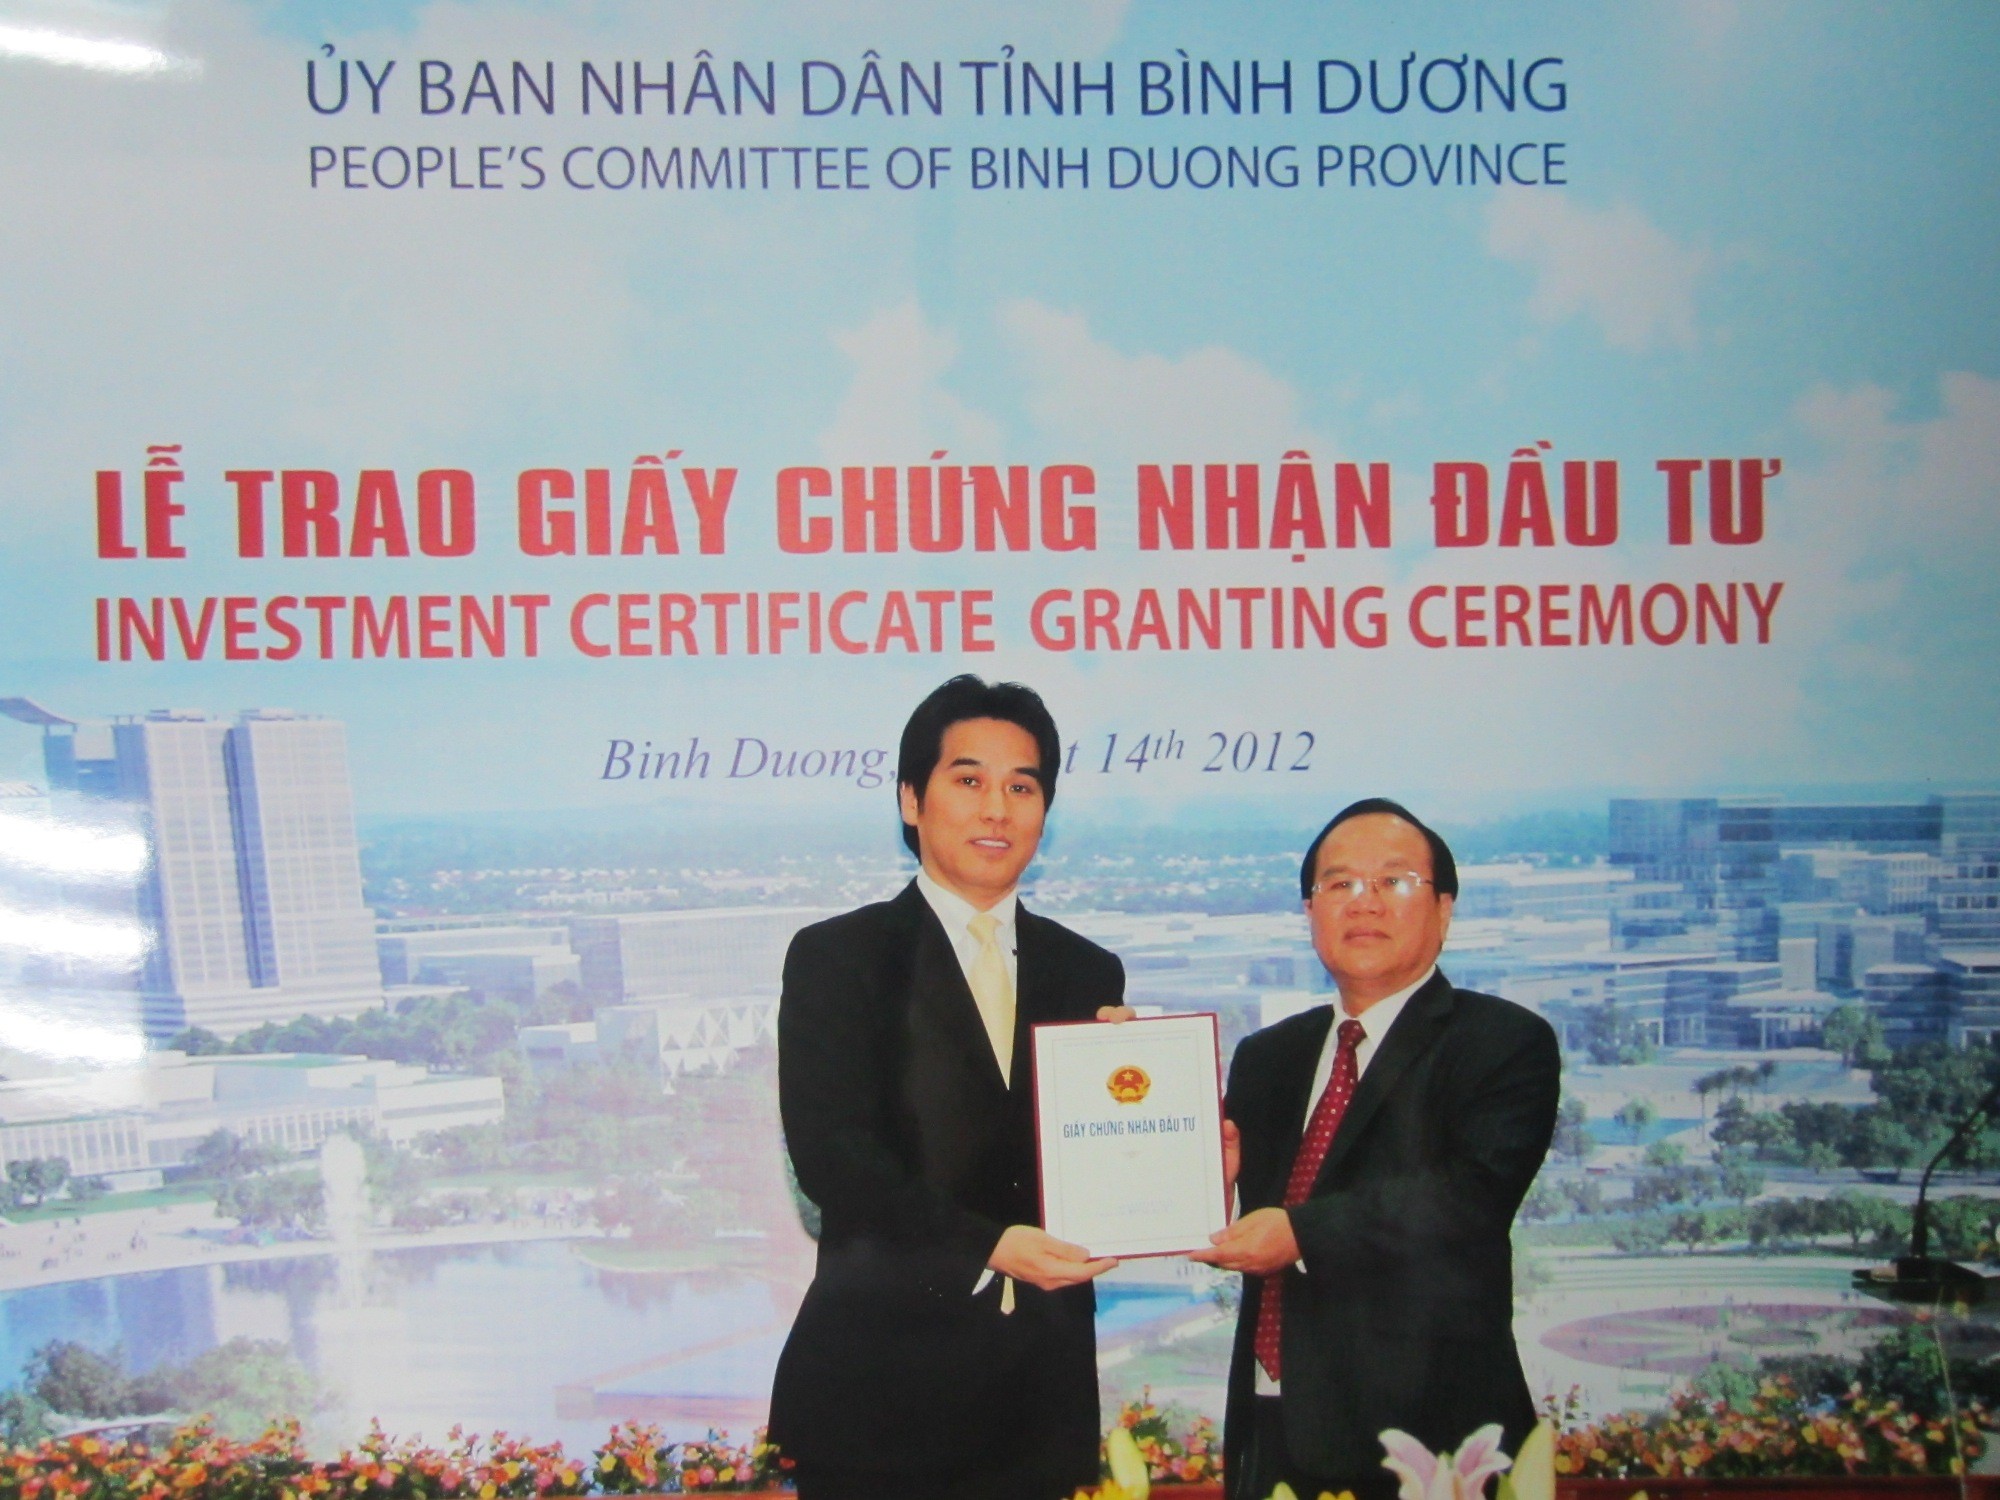 ỦY BAN NHÂN DÂN TỈNH BÌNH DƯƠNG
PEOPLE'S COMMITTEE OF BINH DUONG PROVINCE
LỄ TRAO GIẤY CHỨNG NHẬN ĐẦU TƯ
INVESTMENT CERTIFICATE GRANTING CEREMONY
Binh Duong, 14th 2012
GIẤY CHỨNG NHẬN ĐẦU TƯ